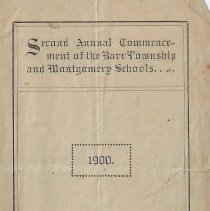 Second Annual Commence-
ment of the Barr Township
and Montgomery Schools...
1900.